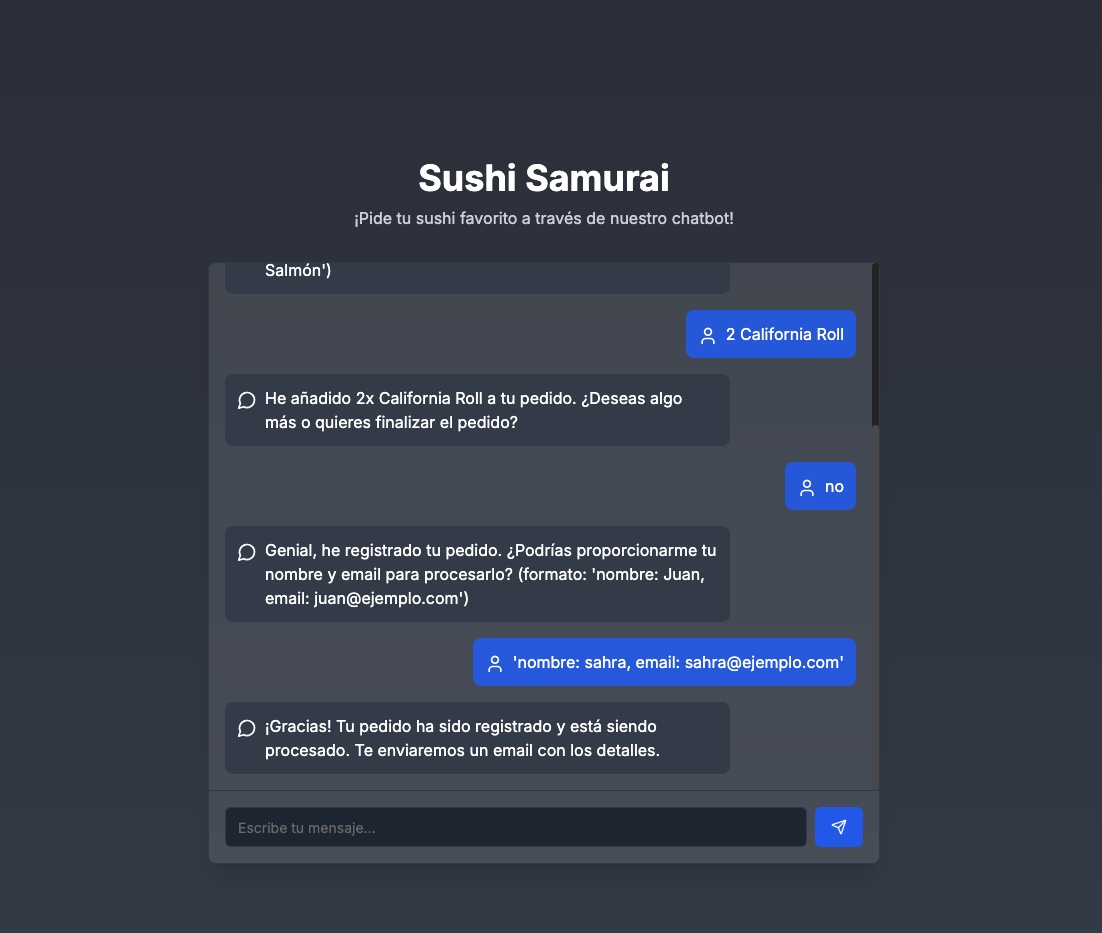 Sushi Samurai
¡Pide tu sushi favorito a través de nuestro chatbot!
Salmón')
2 California Roll
He añadido 2x California Roll a tu pedido. ¿Deseas algo
más o quieres finalizar el pedido?
no
Genial, he registrado tu pedido. ¿Podrías proporcionarme tu
nombre y email para procesarlo? (formato: 'nombre: Juan,
email: juan@ejemplo.com')
'nombre: sahra, email: sahra@ejemplo.com'
¡Gracias! Tu pedido ha sido registrado y está siendo
procesado. Te enviaremos un email con los detalles.
Escribe tu mensaje...